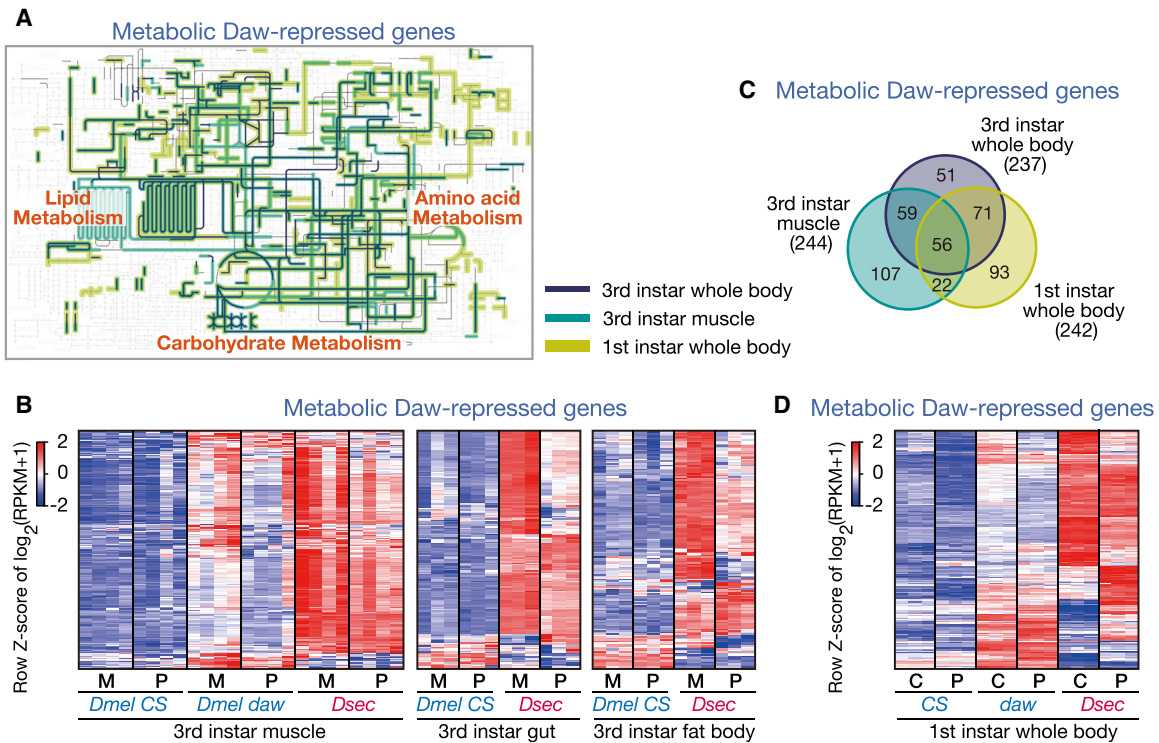 A
Metabolic Daw-repressed genes
Lipid
Metabolism
Amino acid
Metabolism
Carbohydrate Metabolism
3rd instar whole body
3rd instar muscle
1st instar whole body
C
Metabolic Daw-repressed genes
3rd instar
whole body
(237)
3rd instar
muscle
(244)
1st instar
whole body
(242)
51
59
71
56
107
22
93
B
Metabolic Daw-repressed genes
Row Z-score of log2(RPKM+1)
2
0
-2
M P M P M P
Dmel CS Dmel daw Dsec
3rd instar muscle
M P M P
Dmel CS Dsec
3rd instar gut
M P M P
Dmel CS Dsec
3rd instar fat body
D
Metabolic Daw-repressed genes
Row Z-score of log2(RPKM+1)
2
0
-2
C P C P C P
CS daw Dsec
1st instar whole body